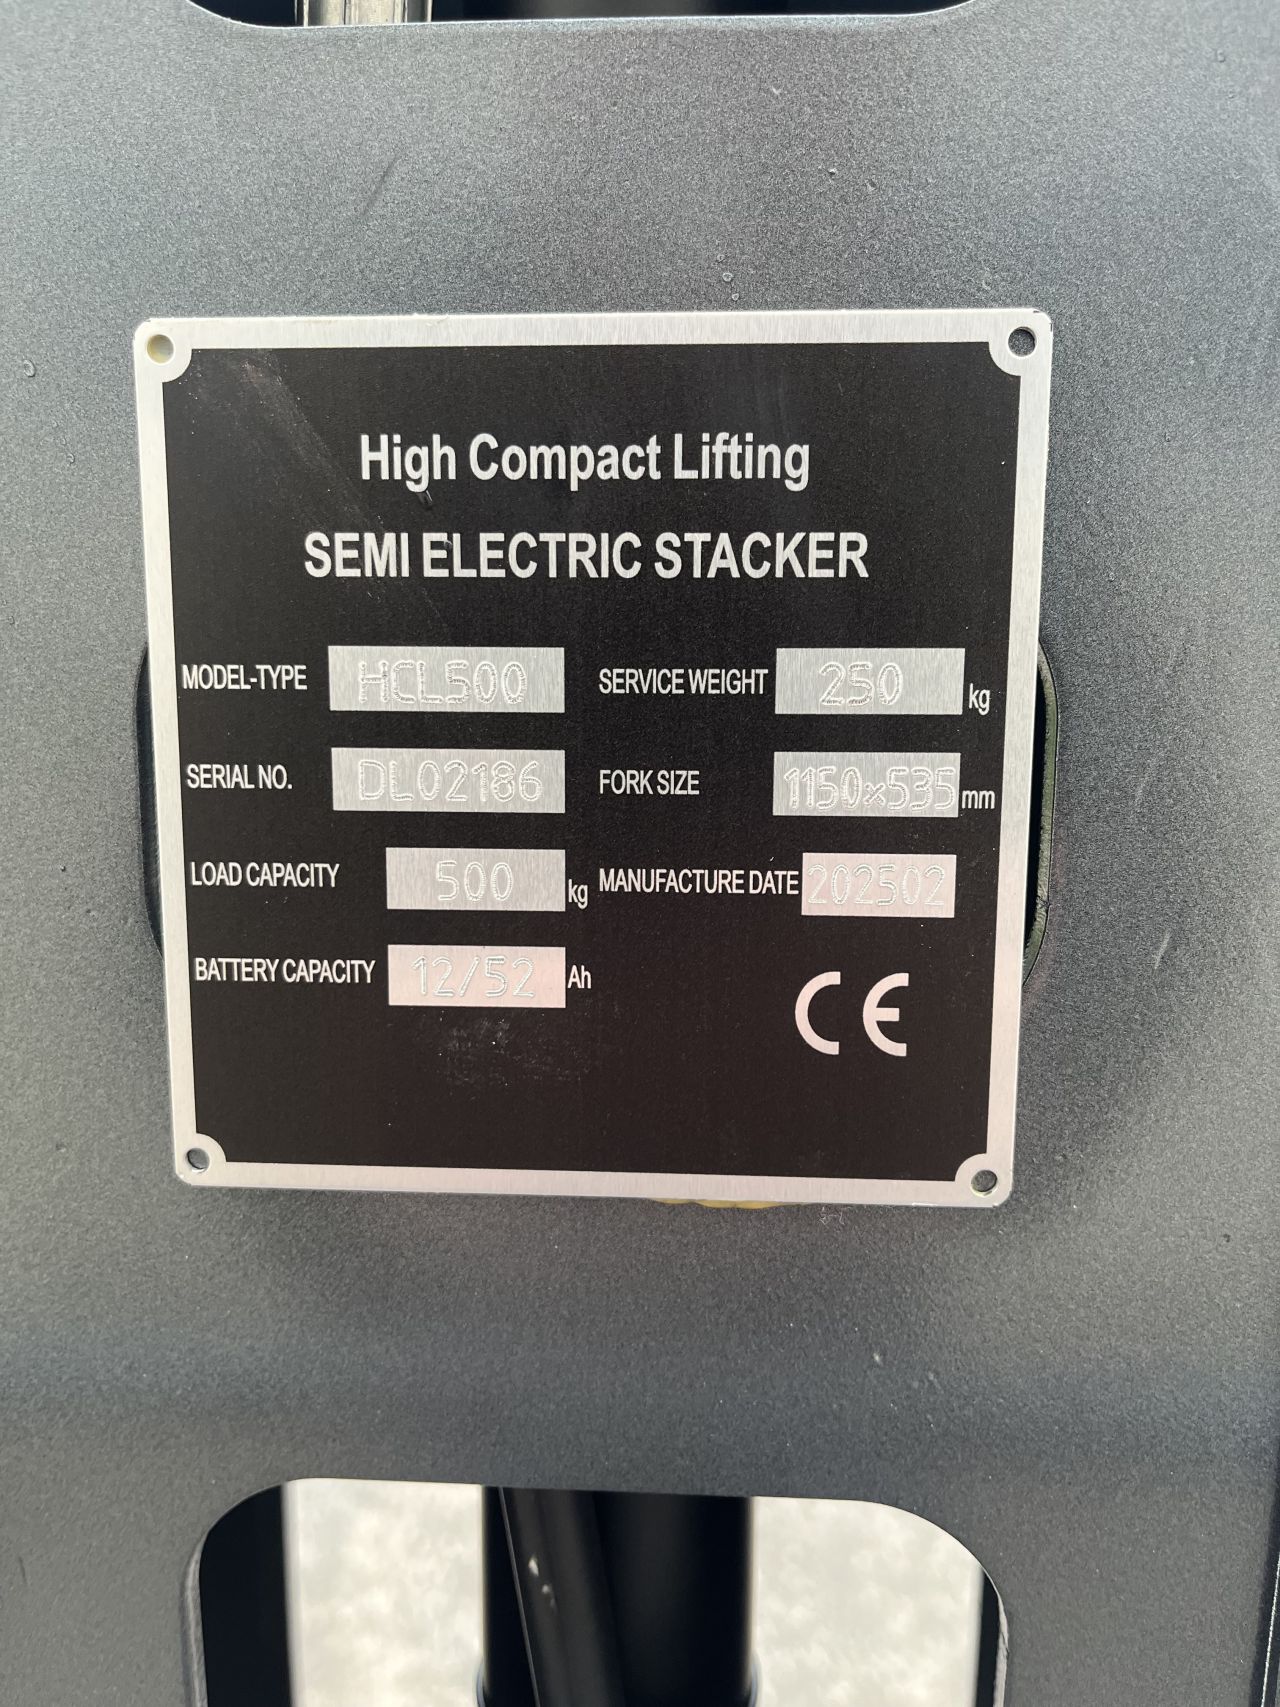 High Compact Lifting
SEMI ELECTRIC STACKER
MODEL-TYPE HCL500 SERVICE WEIGHT 250 kg
SERIAL NO. DL02186 FORK SIZE 1150×535 mm
LOAD CAPACITY 500 kg MANUFACTURE DATE 202502
BATTERY CAPACITY 12/52 Ah
CE